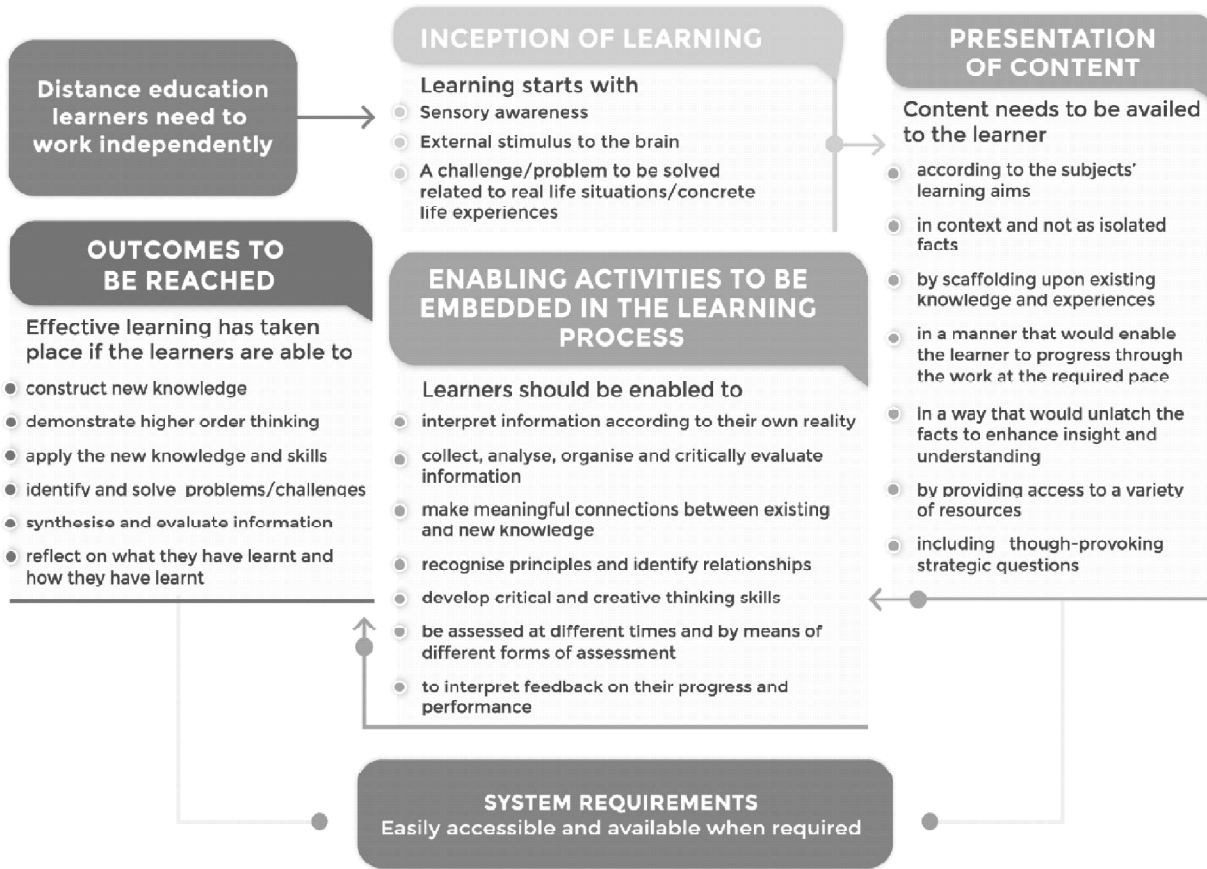 Distance education
learners need to
work independently
INCEPTION OF LEARNING
Learning starts with
Sensory awareness
External stimulus to the brain
A challenge/problem to be solved
related to real life situations/concrete
life experiences
PRESENTATION
OF CONTENT
Content needs to be availed
to the learner
according to the subjects'
learning aims
in context and not as isolated
facts
by scaffolding upon existing
knowledge and experiences
in a manner that would enable
the learner to progress through
the work at the required pace
In a way that would unlatch the
facts to enhance insight and
understanding
by providing access to a variety
of resources
including though-provoking
strategic questions
ENABLING ACTIVITIES TO BE
EMBEDDED IN THE LEARNING
PROCESS
Learners should be enabled to
interpret information according to their own reality
collect, analyse, organise and critically evaluate
information
make meaningful connections between existing
and new knowledge
recognise principles and identify relationships
develop critical and creative thinking skills
be assessed at different times and by means of
different forms of assessment
to interpret feedback on their progress and
performance
OUTCOMES TO
BE REACHED
Effective learning has taken
place if the learners are able to
construct new knowledge
demonstrate higher order thinking
apply the new knowledge and skills
identify and solve problems/challenges
synthesise and evaluate information
reflect on what they have learnt and
how they have learnt
SYSTEM REQUIREMENTS
Easily accessible and available when required